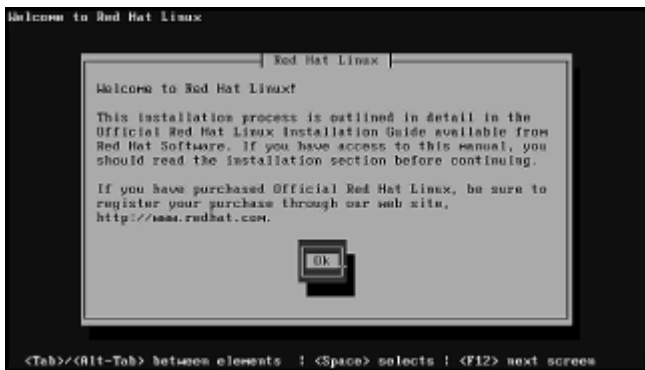 Welcome to Red Hat Linux
Red Hat Linux
Welcome to Red Hat Linux!
This installation process is outlined in detail in the
Official Red Hat Linux Installation Guide available from
Red Hat Software. If you have access to this manual, you
should read the installation section before continuing.
If you have purchased Official Red Hat Linux, be sure to
register your purchase through our web site,
http://www.redhat.com.
Ok
<Tab>/<Alt-Tab> between elements | <Space> selects | <F12> next screen